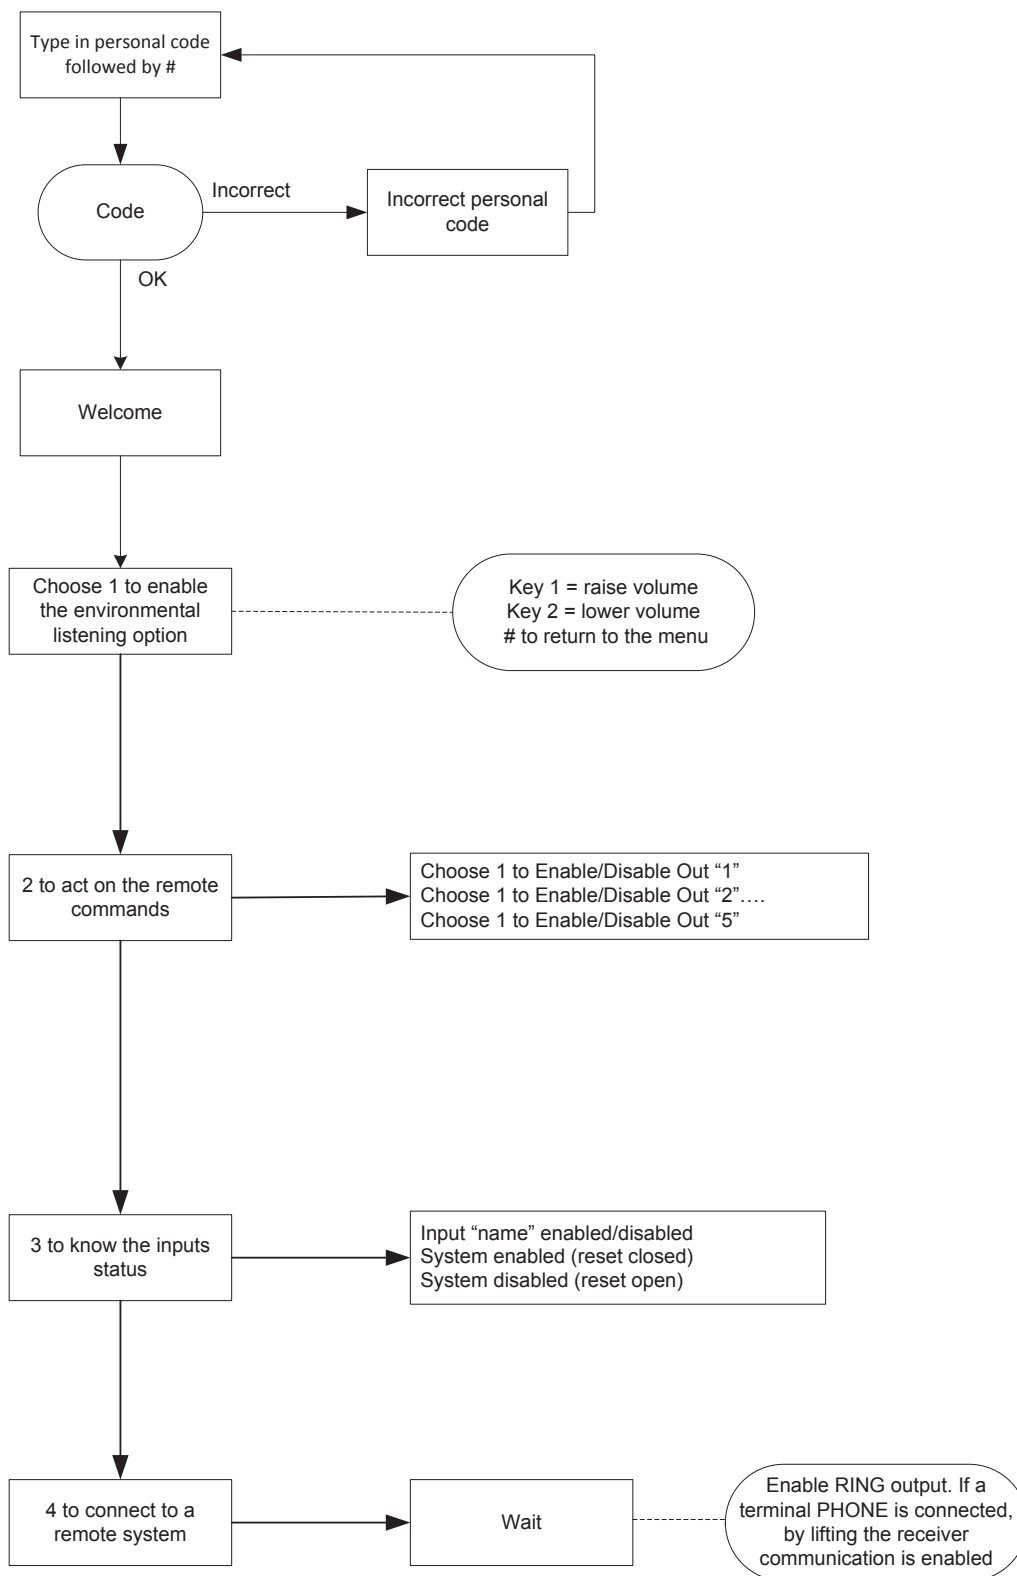 Type in personal code
followed by #
Code
Incorrect
Incorrect personal
code
OK
Welcome
Choose 1 to enable
the environmental
listening option
Key 1 = raise volume
Key 2 = lower volume
# to return to the menu
2 to act on the remote
commands
Choose 1 to Enable/Disable Out “1”
Choose 1 to Enable/Disable Out “2”….
Choose 1 to Enable/Disable Out “5”
3 to know the inputs
status
Input “name” enabled/disabled
System enabled (reset closed)
System disabled (reset open)
4 to connect to a
remote system
Wait
Enable RING output. If a
terminal PHONE is connected,
by lifting the receiver
communication is enabled